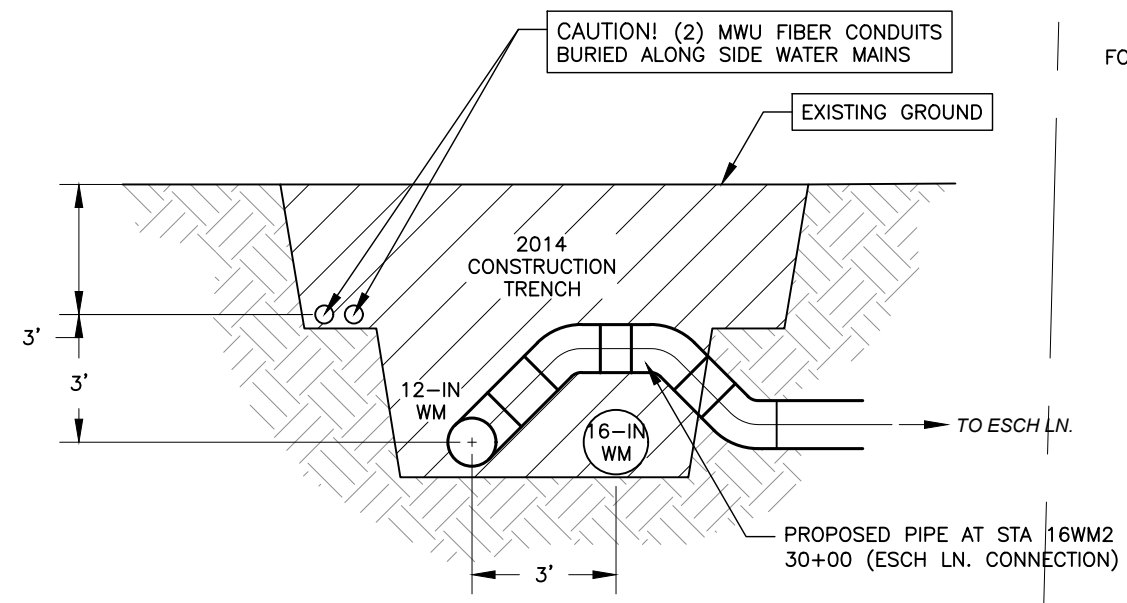 CAUTION! (2) MWU FIBER CONDUITS
BURIED ALONG SIDE WATER MAINS
FO
EXISTING GROUND
2014
CONSTRUCTION
TRENCH
3'
3'
12-IN
WM
16-IN
WM
TO ESCH LN.
PROPOSED PIPE AT STA 16WM2
30+00 (ESCH LN. CONNECTION)
3'